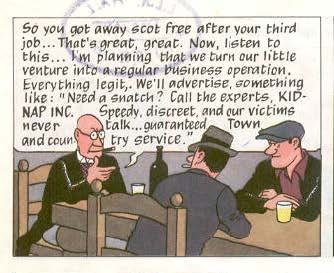 So you got away scot free after your third
job... That's great, great. Now, listen to
this... I'm planning that we turn our little
venture into a regular business operation.
Everything legit,. We'll advertise, something
like: "Need a snatch? Call the experts, KID-
NAP INC. Speedy, discreet, and our victims
never talk... guaranteed. Town
and coun try service."